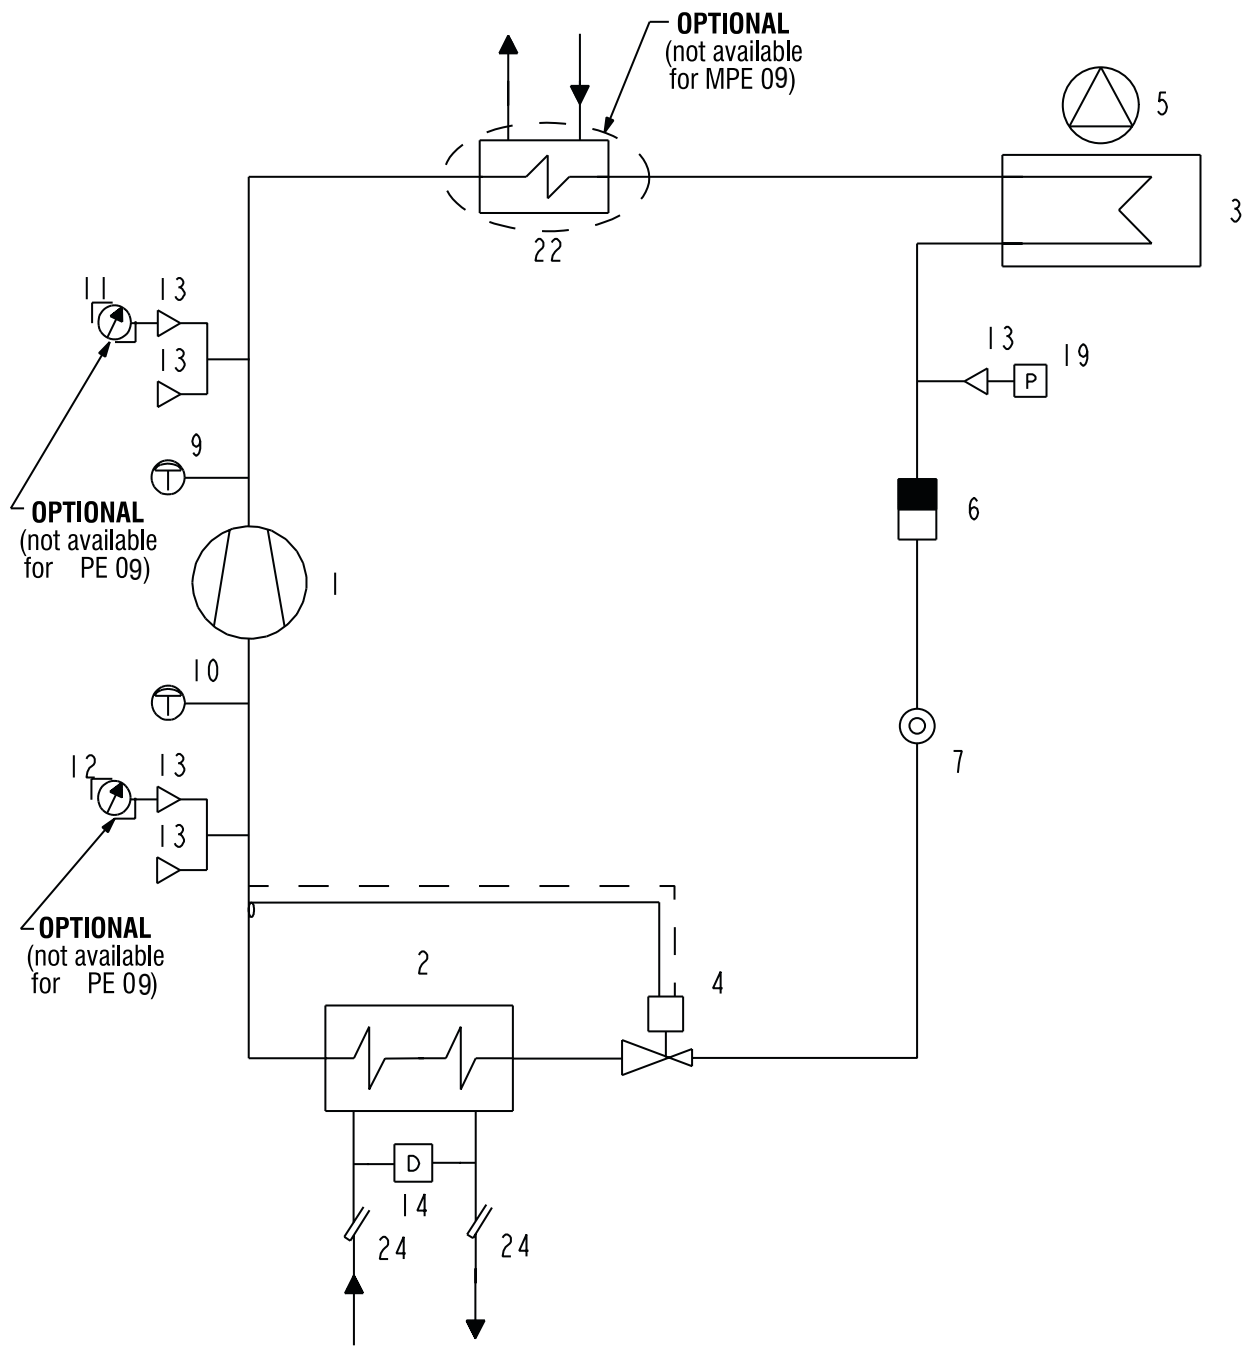 OPTIONAL
(not available
for MPE 09)
5
3
22
11
13
13
13
19
P
9
T
OPTIONAL
(not available
for PE 09)
6
1
10
T
7
12
13
13
OPTIONAL
(not available
for PE 09)
2
4
D
14
24
24